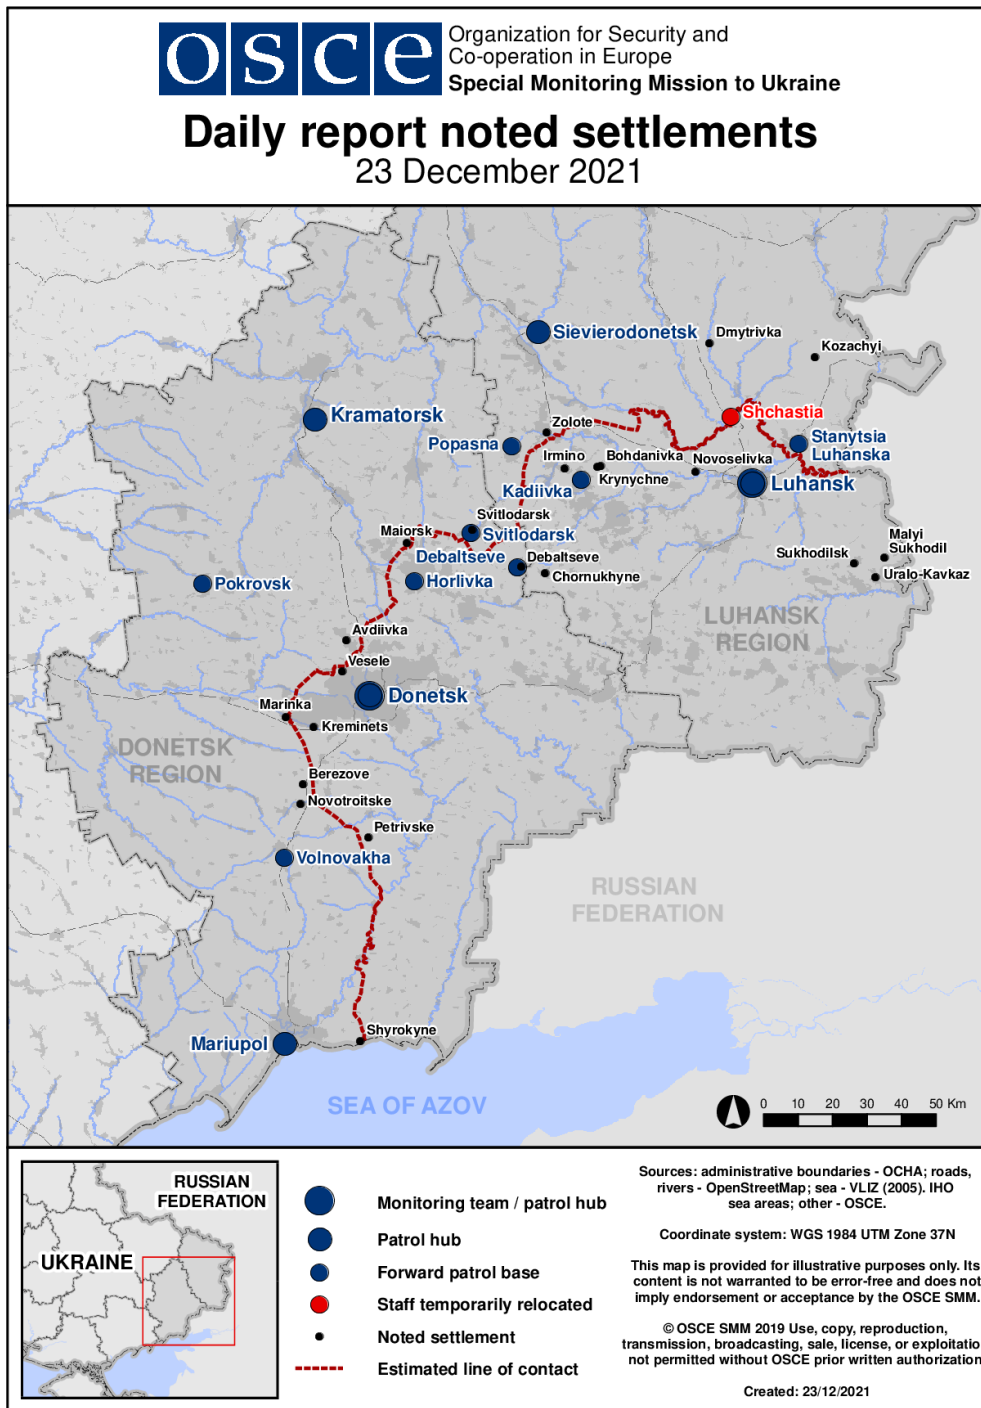 osce
Organization for Security and
Co-operation in Europe
Special Monitoring Mission to Ukraine
Daily report noted settlements
23 December 2021
Sievierodonetsk
Dmytrivka
Kozachyi
Kramatorsk
Shchastia
Zolote
Popasna
Stanytsia
Luhanska
Irmino
Bohdanivka
Novoselivka
Krynychne
Kadiivka
Luhansk
Svitlodarsk
Maiorsk
Svitlodarsk
Debaltseve
Debaltseve
Malyi
Sukhodil
Sukhodilsk
Pokrovsk
Horlivka
Chornukhyne
Uralo-Kavkaz
LUHANSK
REGION
Avdiivka
Vesele
Donetsk
Marinka
Kreminets
DONETSK
REGION
Berezove
Novotroitske
Petrivske
Volnovakha
RUSSIAN
FEDERATION
Shyrokyne
Mariupol
SEA OF AZOV
0 10 20 30 40 50 Km
RUSSIAN
FEDERATION
UKRAINE
Monitoring team / patrol hub
Patrol hub
Forward patrol base
Staff temporarily relocated
Noted settlement
Estimated line of contact
Sources: administrative boundaries - OCHA; roads,
rivers - OpenStreetMap; sea - VLIZ (2005). IHO
sea areas; other - OSCE.
Coordinate system: WGS 1984 UTM Zone 37N
This map is provided for illustrative purposes only. Its
content is not warranted to be error-free and does not
imply endorsement or acceptance by the OSCE SMM.
© OSCE SMM 2019 Use, copy, reproduction,
transmission, broadcasting, sale, license, or exploitatio
not permitted without OSCE prior written authorization
Created: 23/12/2021